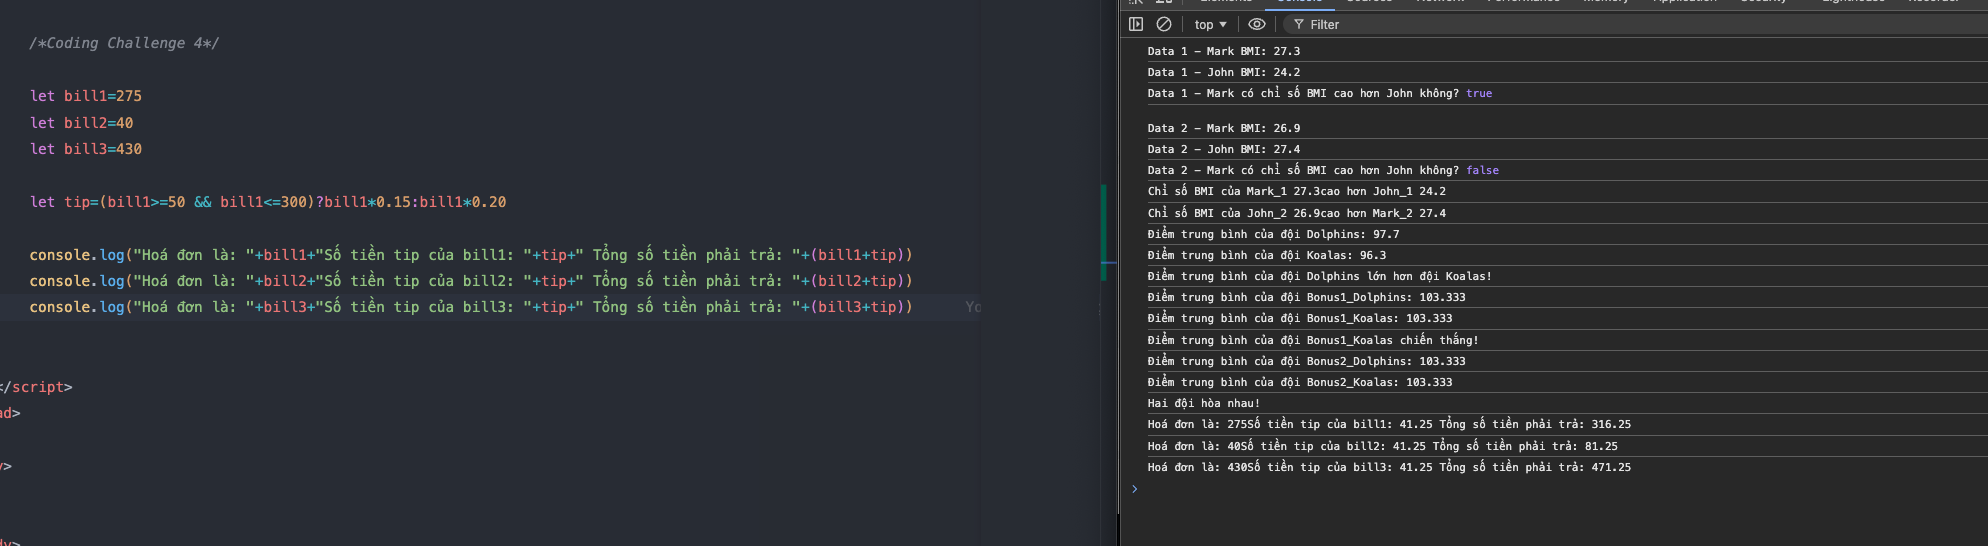 /*Coding Challenge 4*/
let bill1=275
let bill2=40
let bill3=430
let tip=(bill1>=50 && bill1<=300)?bill1*0.15:bill1*0.20
console.log("Hoá đơn là: "+bill1+"Số tiền tip của bill1: "+tip+" Tổng số tiền phải trả: "+(bill1+tip))
console.log("Hoá đơn là: "+bill2+"Số tiền tip của bill2: "+tip+" Tổng số tiền phải trả: "+(bill2+tip))
console.log("Hoá đơn là: "+bill3+"Số tiền tip của bill3: "+tip+" Tổng số tiền phải trả: "+(bill3+tip)) Yo
</script>
ad>
y>
dy>
Elements Console Sources Network Performance Memory Application Security Lighthouse Recorder
top Filter
Data 1 - Mark BMI: 27.3
Data 1 - John BMI: 24.2
Data 1 - Mark có chỉ số BMI cao hơn John không? true
Data 2 - Mark BMI: 26.9
Data 2 - John BMI: 27.4
Data 2 - Mark có chỉ số BMI cao hơn John không? false
Chỉ số BMI của Mark_1 27.3cao hơn John_1 24.2
Chỉ số BMI của John_2 26.9cao hơn Mark_2 27.4
Điểm trung bình của đội Dolphins: 97.7
Điểm trung bình của đội Koalas: 96.3
Điểm trung bình của đội Dolphins lớn hơn đội Koalas!
Điểm trung bình của đội Bonus1_Dolphins: 103.333
Điểm trung bình của đội Bonus1_Koalas: 103.333
Điểm trung bình của đội Bonus1_Koalas chiến thắng!
Điểm trung bình của đội Bonus2_Dolphins: 103.333
Điểm trung bình của đội Bonus2_Koalas: 103.333
Hai đội hòa nhau!
Hoá đơn là: 275Số tiền tip của bill1: 41.25 Tổng số tiền phải trả: 316.25
Hoá đơn là: 40Số tiền tip của bill2: 41.25 Tổng số tiền phải trả: 81.25
Hoá đơn là: 430Số tiền tip của bill3: 41.25 Tổng số tiền phải trả: 471.25